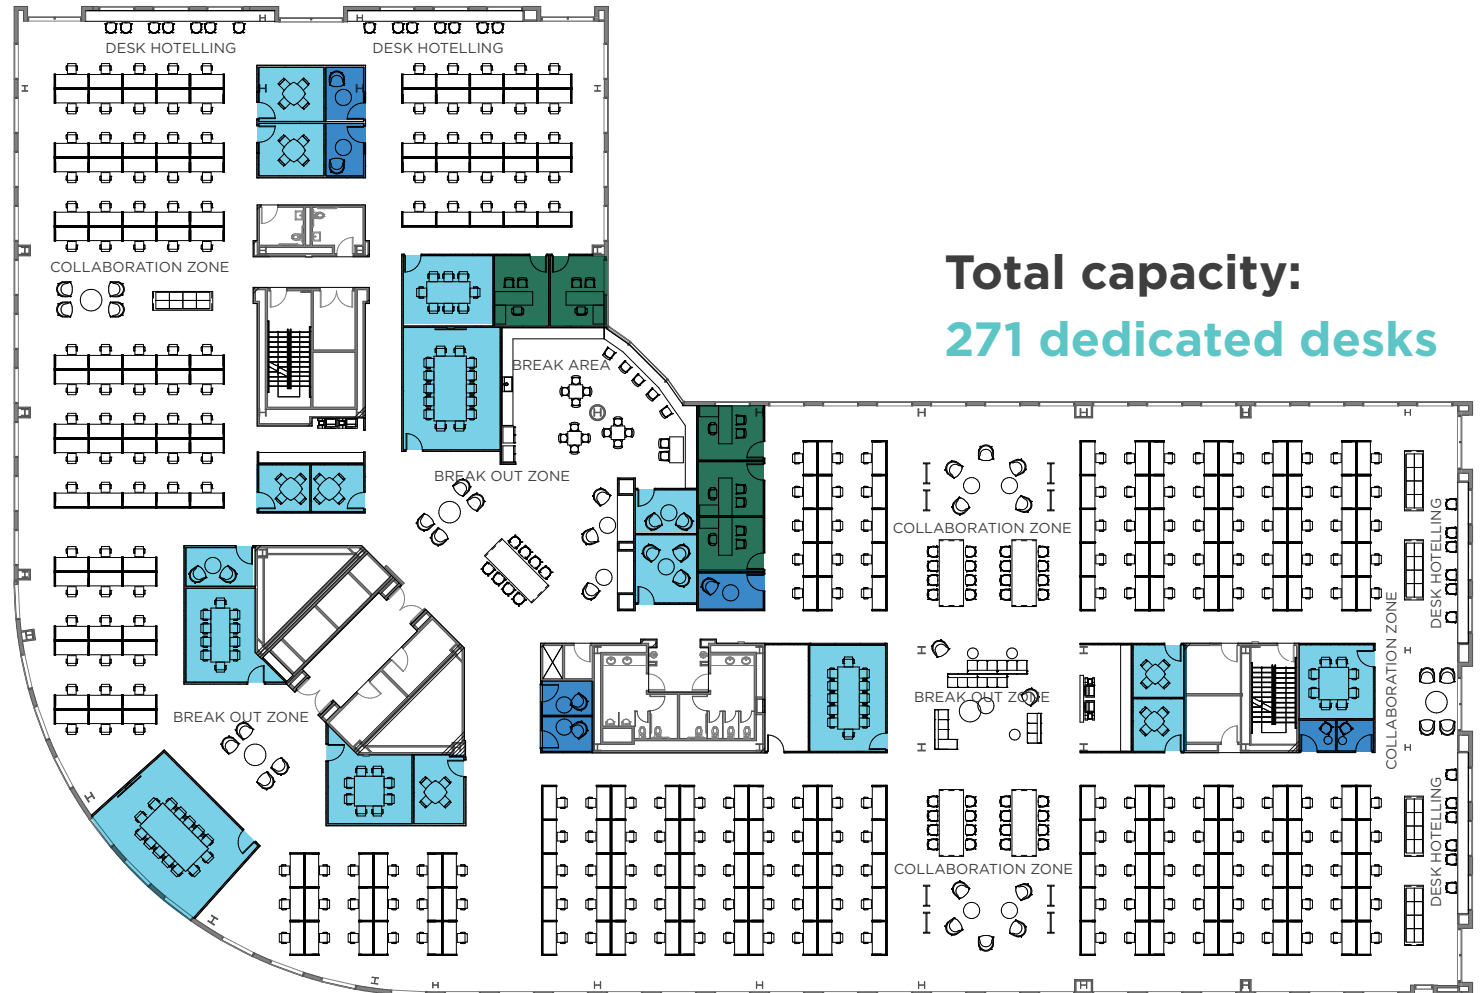 DESK HOTELLING
DESK HOTELLING
COLLABORATION ZONE
Total capacity:
271 dedicated desks
BREAK AREA
BREAK OUT ZONE
COLLABORATION ZONE
DESK HOTELLING
COLLABORATION ZONE
BREAK OUT ZONE
BREAK OUT ZONE
DESK HOTELLING
COLLABORATION ZONE